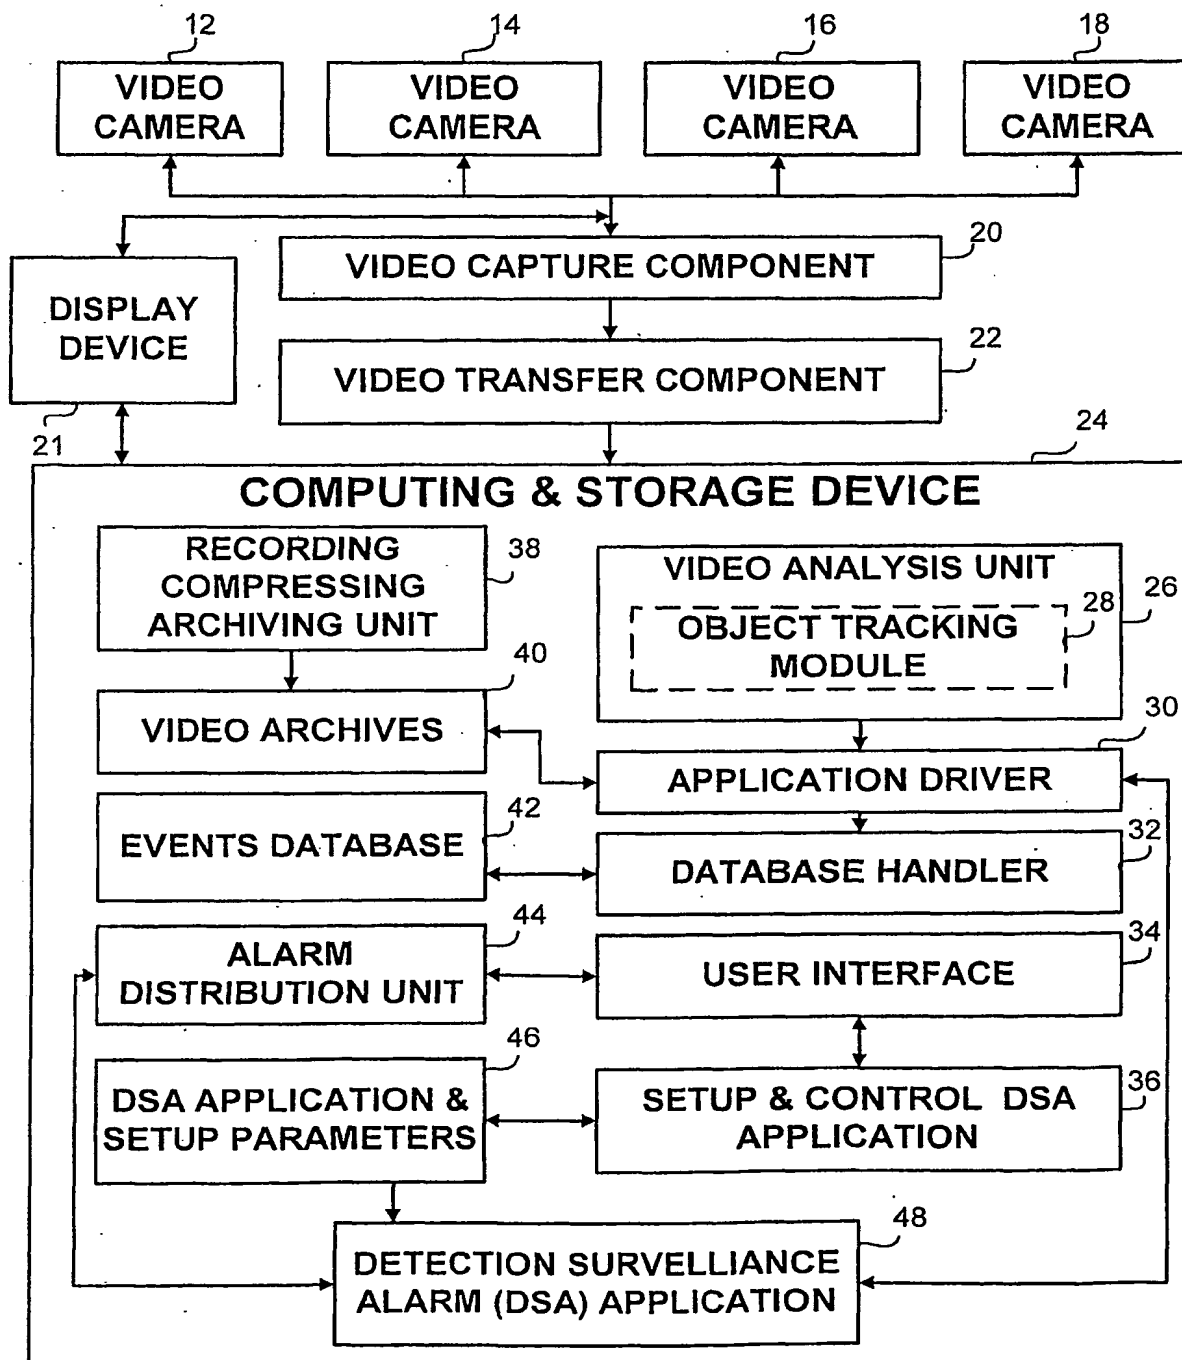 12
14
16
18
VIDEO
CAMERA
VIDEO
CAMERA
VIDEO
CAMERA
VIDEO
CAMERA
20
VIDEO CAPTURE COMPONENT
DISPLAY
DEVICE
21
22
VIDEO TRANSFER COMPONENT
24
COMPUTING & STORAGE DEVICE
RECORDING
COMPRESSING
ARCHIVING UNIT
38
VIDEO ANALYSIS UNIT
26
28
OBJECT TRACKING
MODULE
40
VIDEO ARCHIVES
30
APPLICATION DRIVER
42
EVENTS DATABASE
32
DATABASE HANDLER
44
ALARM
DISTRIBUTION UNIT
34
USER INTERFACE
46
DSA APPLICATION &
SETUP PARAMETERS
36
SETUP & CONTROL DSA
APPLICATION
48
DETECTION SURVELLIANCE
ALARM (DSA) APPLICATION